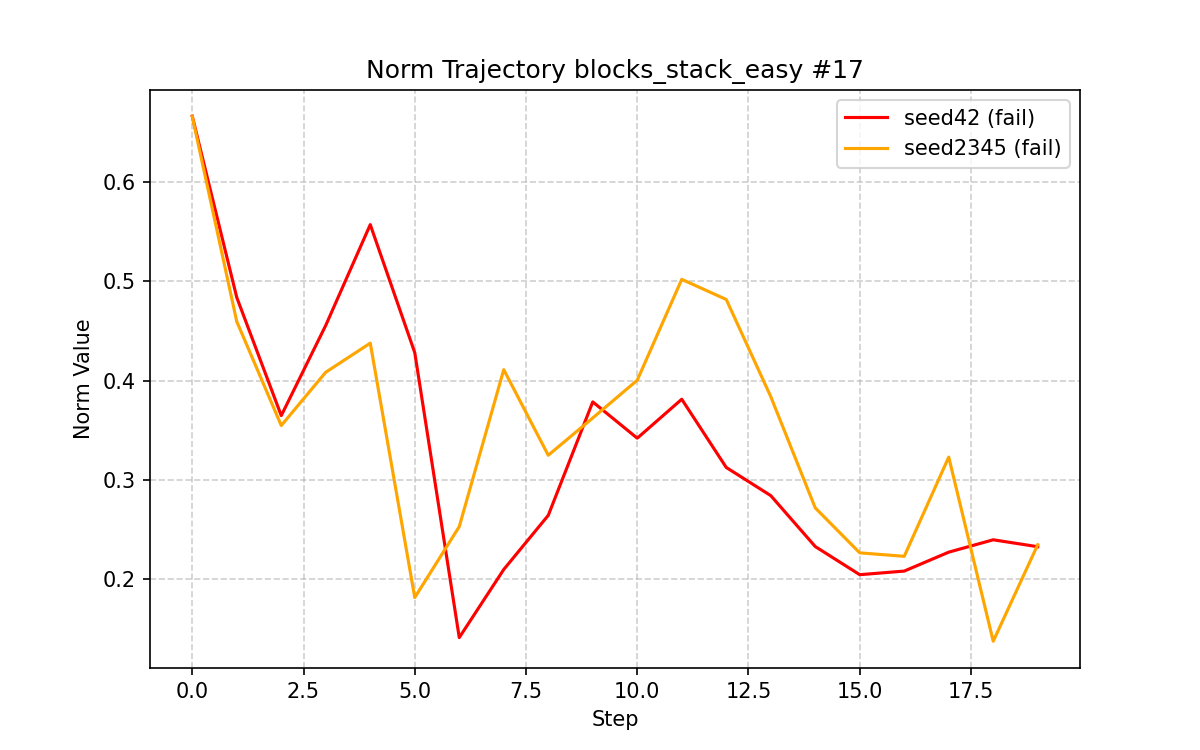 Norm Trajectory blocks_stack_easy #17
seed42 (fail)
seed2345 (fail)
Norm Value
0.6
0.5
0.4
0.3
0.2
0.0 2.5 5.0 7.5 10.0 12.5 15.0 17.5
Step